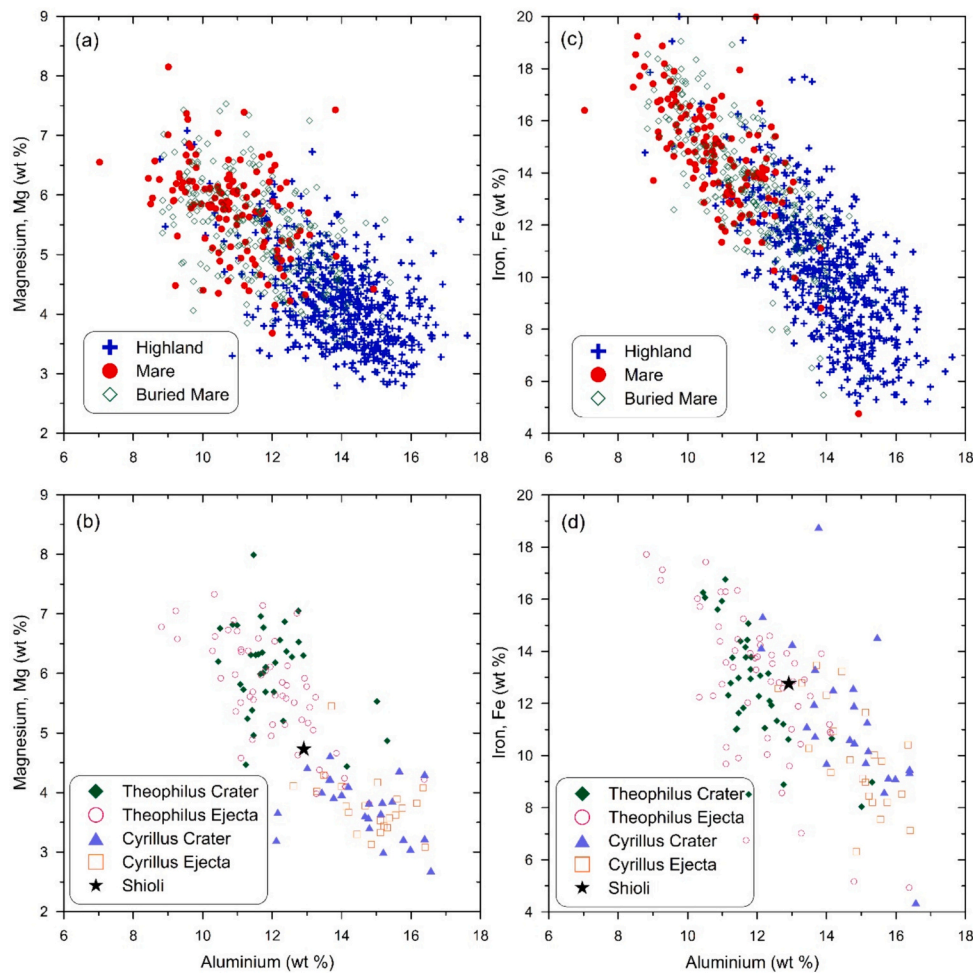 (a)
Magnesium, Mg (wt %)
9
8
7
6
5
4
3
2
Highland
Mare
Buried Mare
6 8 10 12 14 16 18
(c)
Iron, Fe (wt %)
20
18
16
14
12
10
8
6
4
Highland
Mare
Buried Mare
6 8 10 12 14 16 18
(b)
Magnesium, Mg (wt %)
9
8
7
6
5
4
3
2
Theophilus Crater
Theophilus Ejecta
Cyrillus Crater
Cyrillus Ejecta
Shioli
6 8 10 12 14 16 18
Aluminium (wt %)
(d)
Iron, Fe (wt %)
20
18
16
14
12
10
8
6
4
Theophilus Crater
Theophilus Ejecta
Cyrillus Crater
Cyrillus Ejecta
Shioli
6 8 10 12 14 16 18
Aluminium (wt %)